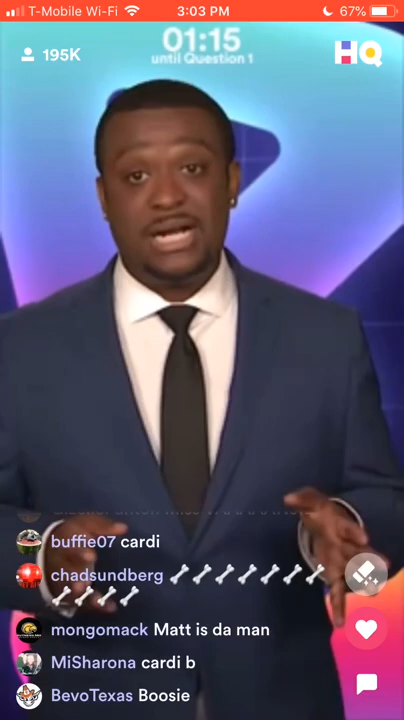 T-Mobile Wi-Fi 3:03 PM 67%
195K
01:15
until Question 1
HQ
buffie07 cardi
chadsundberg 🦴🦴🦴🦴🦴🦴🦴
🦴🦴🦴🦴
mongomack Matt is da man
MiSharona cardi b
BevoTexas Boosie